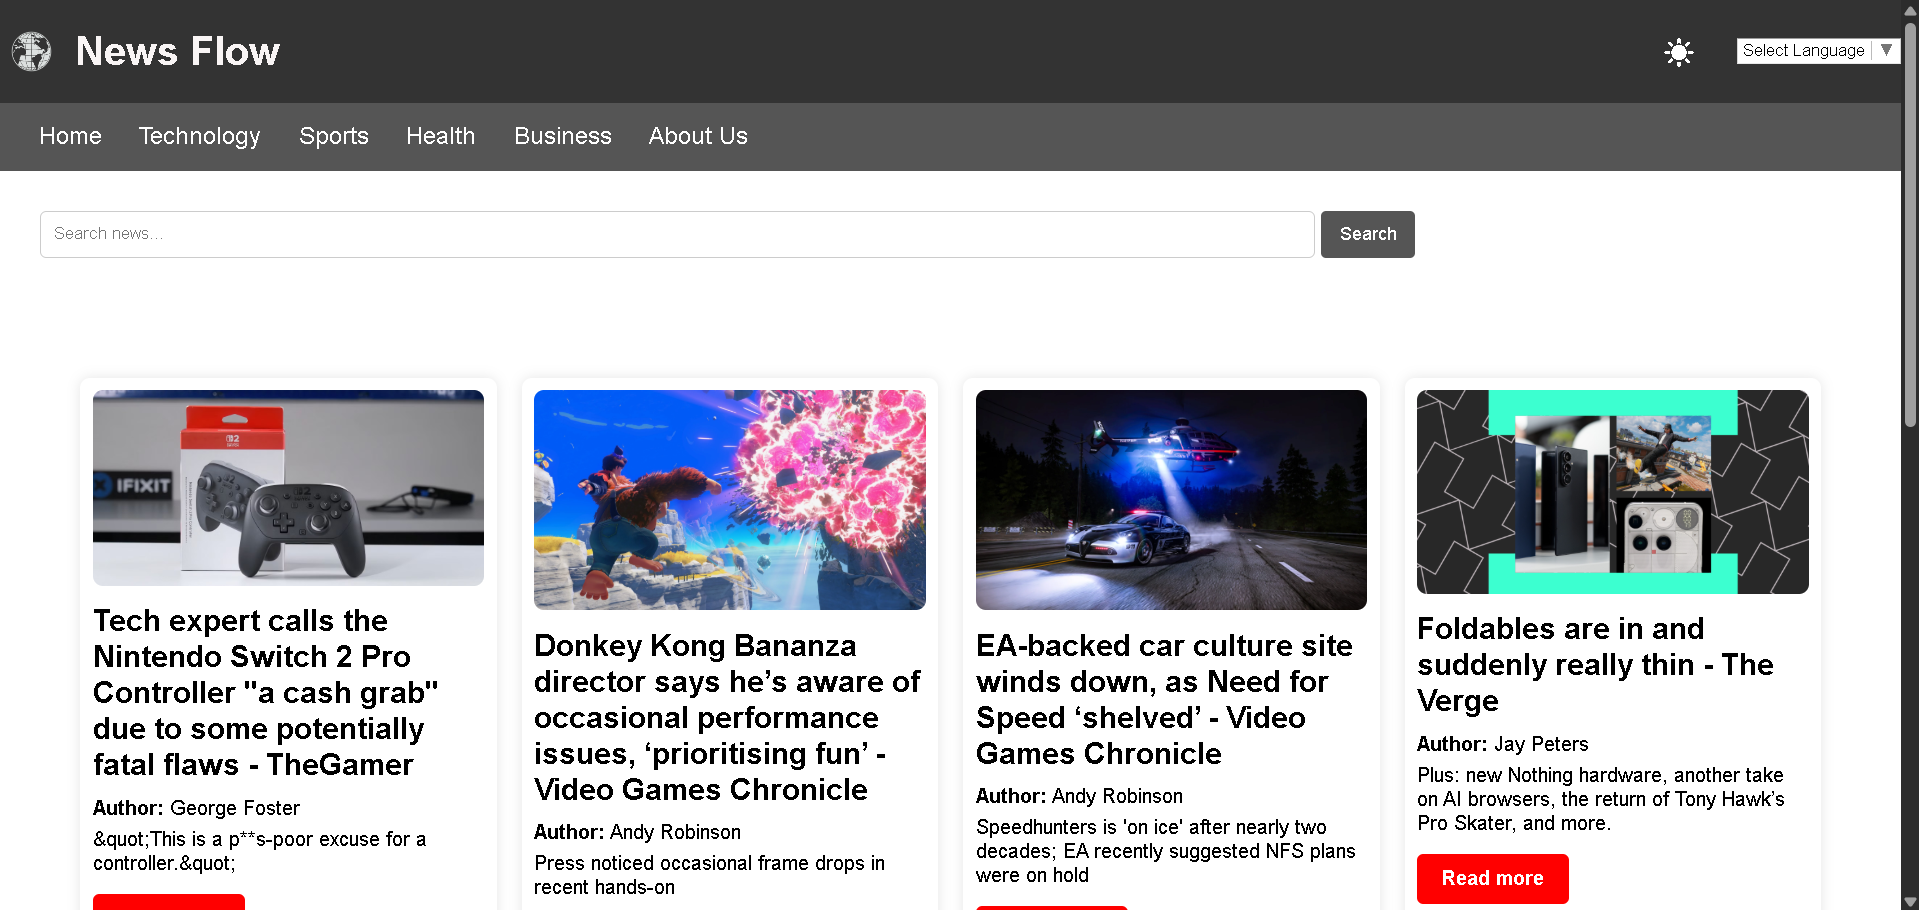 News Flow
Select Language ▼
Home Technology Sports Health Business About Us
Search news...
Search
IFIXIT
Tech expert calls the
Nintendo Switch 2 Pro
Controller "a cash grab"
due to some potentially
fatal flaws - TheGamer
Author: George Foster
&quot;This is a p**s-poor excuse for a
controller.&quot;
Donkey Kong Bananza
director says he’s aware of
occasional performance
issues, ‘prioritising fun’ -
Video Games Chronicle
Author: Andy Robinson
Press noticed occasional frame drops in
recent hands-on
EA-backed car culture site
winds down, as Need for
Speed ‘shelved’ - Video
Games Chronicle
Author: Andy Robinson
Speedhunters is 'on ice' after nearly two
decades; EA recently suggested NFS plans
were on hold
Foldables are in and
suddenly really thin - The
Verge
Author: Jay Peters
Plus: new Nothing hardware, another take
on AI browsers, the return of Tony Hawk’s
Pro Skater, and more.
Read more